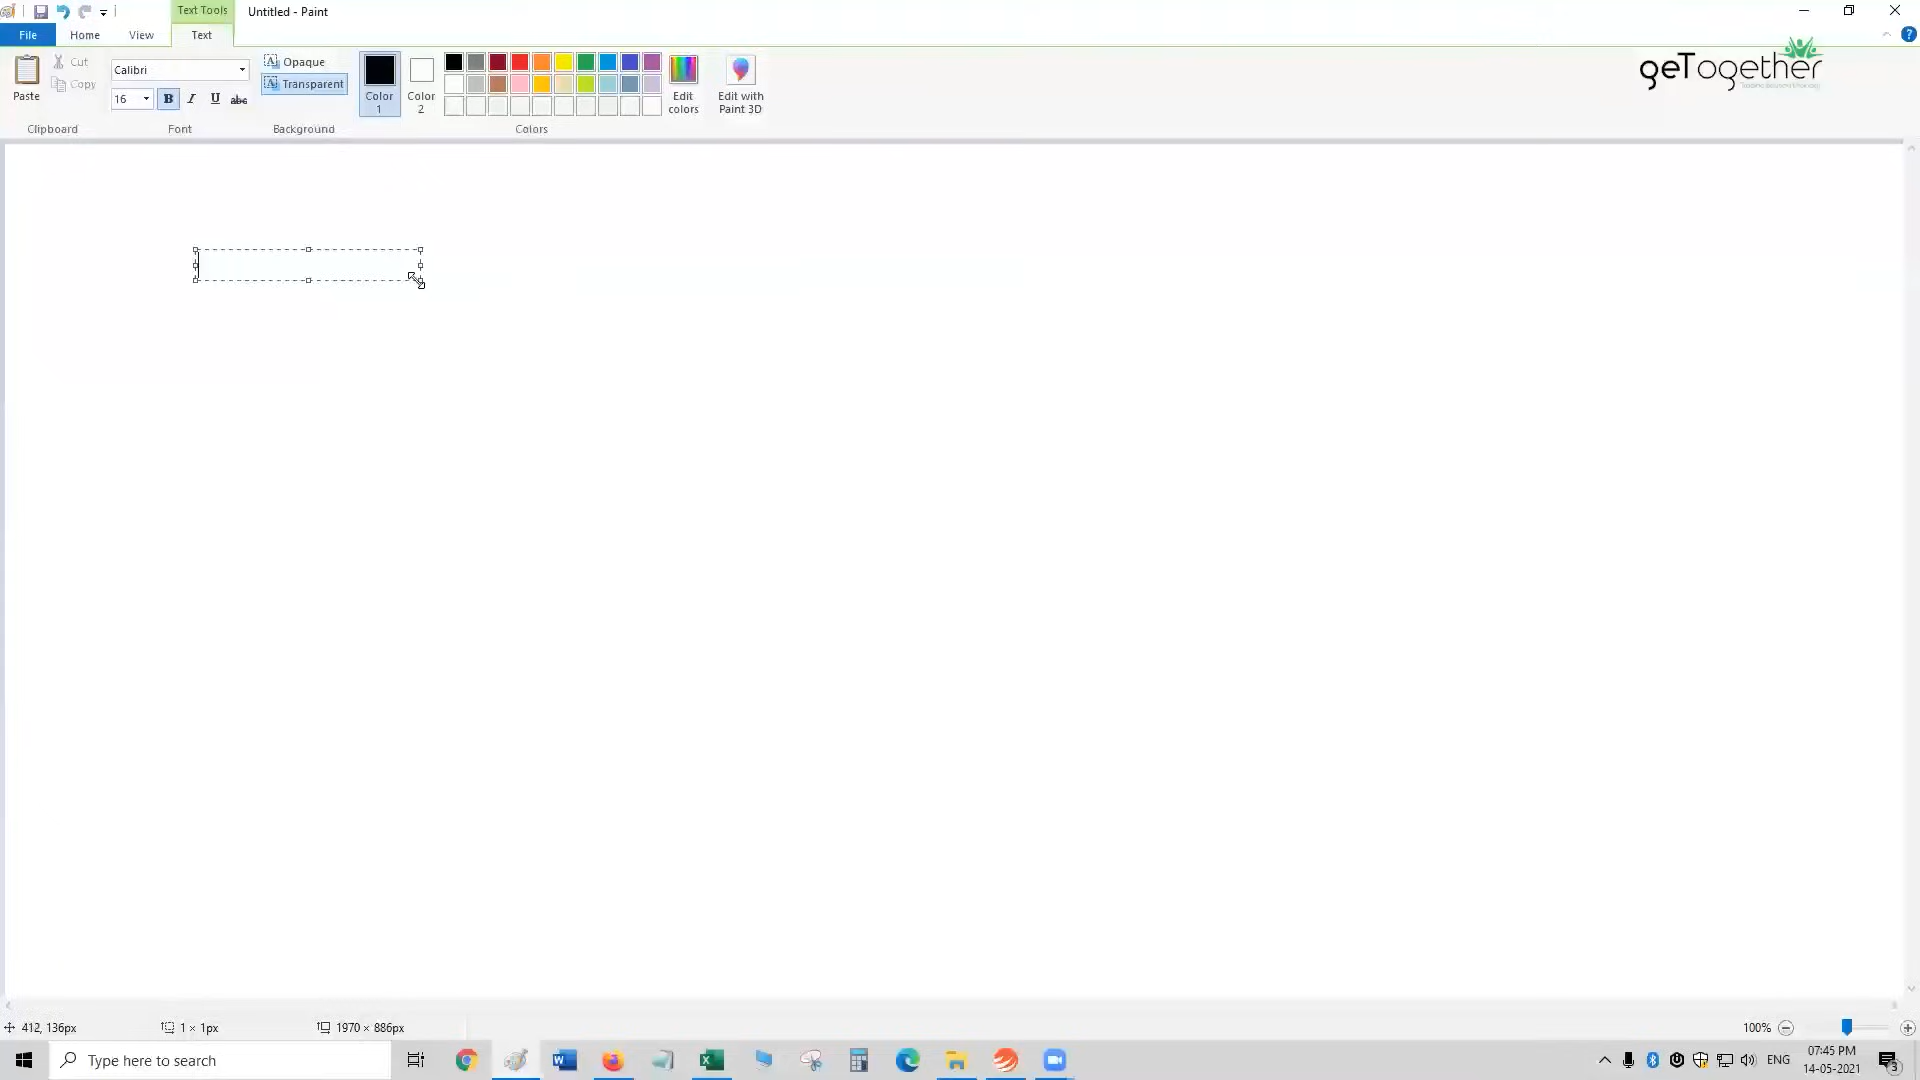 Text Tools
Untitled - Paint
File
Home
View
Text
Paste
Cut
Copy
Clipboard
Calibri
16
B
I
U
abc
Font
Opaque
Transparent
Background
Color
1
Color
2
Edit
colors
Colors
Edit with
Paint 3D
geTogether
412, 136px
1 × 1px
1970 × 886px
100%
Type here to search
ENG
07:45 PM
14-05-2021
3